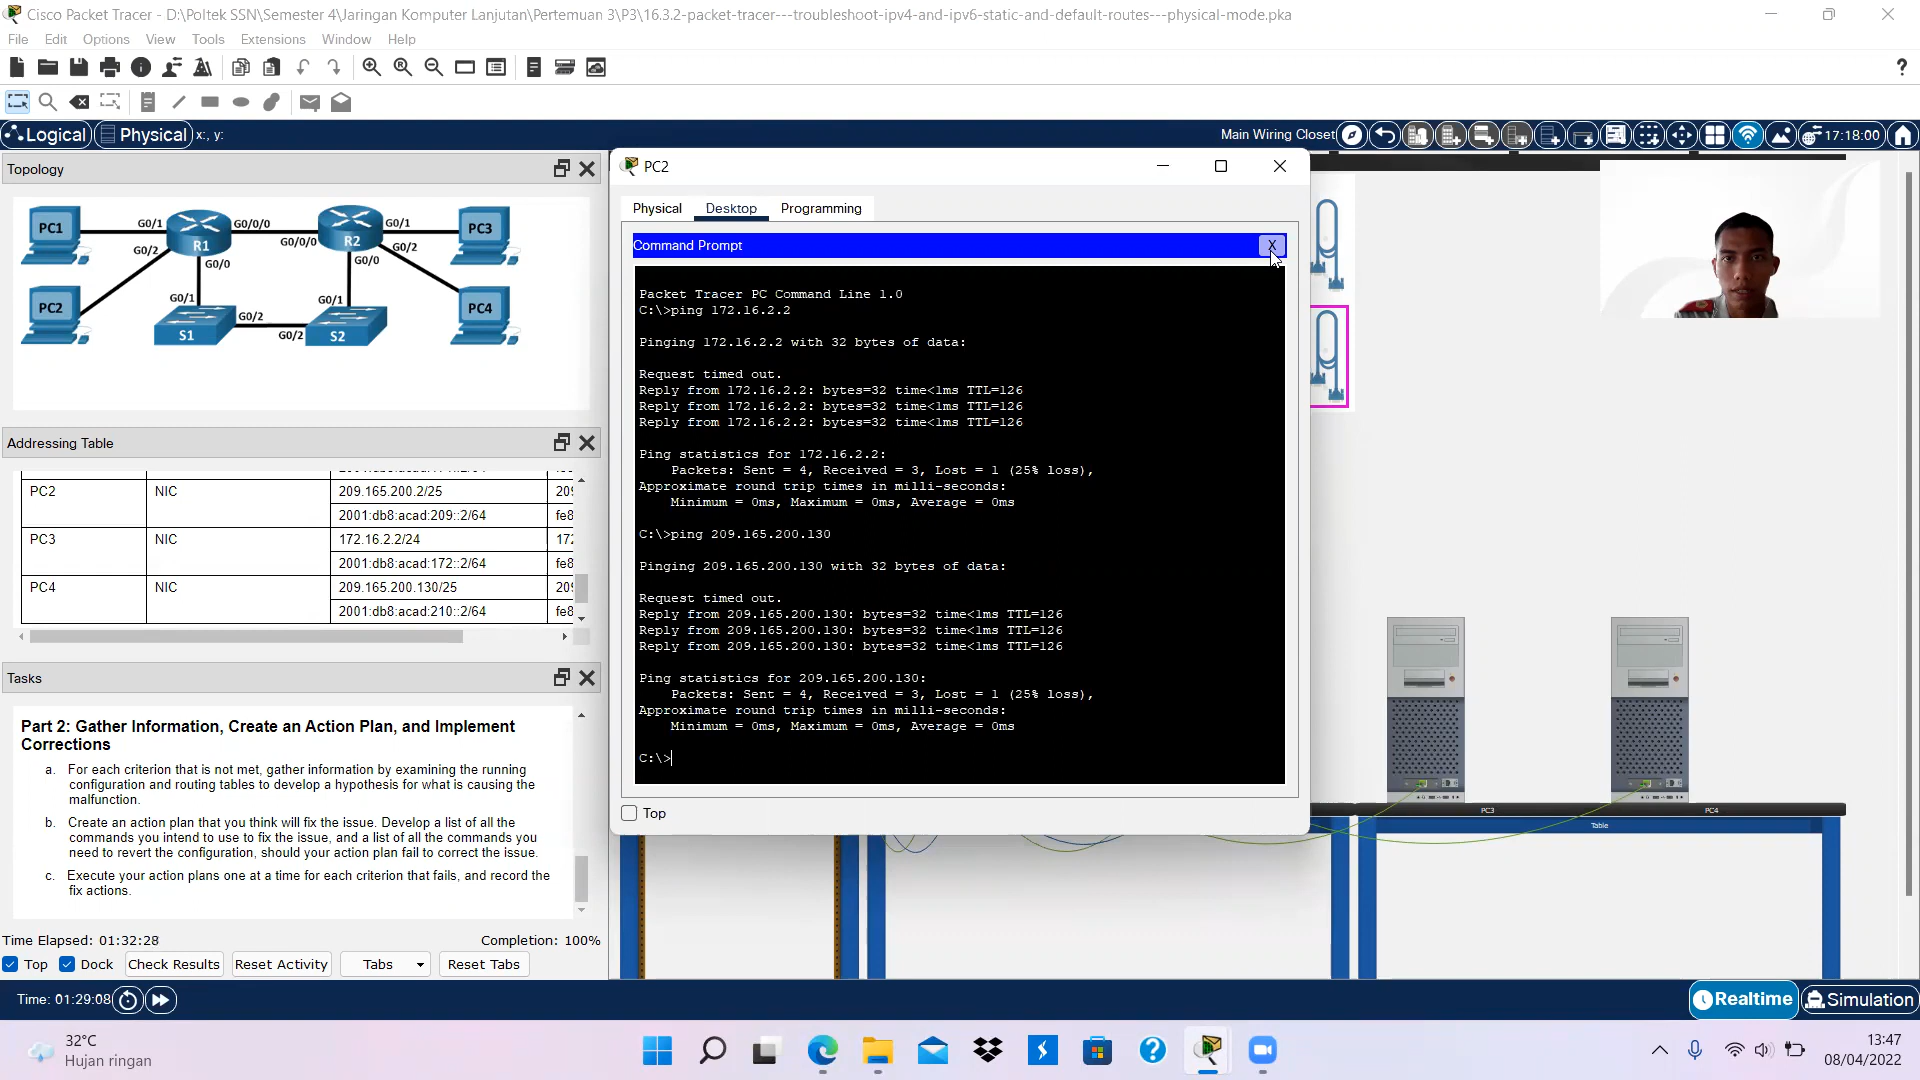 Cisco Packet Tracer - D:\Poltek SSN\Semester 4\Jaringan Komputer Lanjutan\Pertemuan 3\P3\16.3.2-packet-tracer---troubleshoot-ipv4-and-ipv6-static-and-default-routes---physical-mode.pka
File Edit Options View Tools Extensions Window Help
Logical Physical x:, y:
Main Wiring Closet
17:18:00
Topology
PC1 G0/1 R1 G0/0/0 G0/0/0 R2 G0/1 PC3
G0/2 G0/0 G0/0 G0/2
PC2 G0/1 S1 G0/2 G0/2 G0/1 S2 PC4
Addressing Table
PC2 NIC 209.165.200.2/25
2001:db8:acad:209::2/64 fe8
PC3 NIC 172.16.2.2/24
2001:db8:acad:172::2/64 fe8
PC4 NIC 209.165.200.130/25
2001:db8:acad:210::2/64 fe8
Tasks
Part 2: Gather Information, Create an Action Plan, and Implement
Corrections
a. For each criterion that is not met, gather information by examining the running
configuration and routing tables to develop a hypothesis for what is causing the
malfunction.
b. Create an action plan that you think will fix the issue. Develop a list of all the
commands you intend to use to fix the issue, and a list of all the commands you
need to revert the configuration, should your action plan fail to correct the issue.
c. Execute your action plans one at a time for each criterion that fails, and record the
fix actions.
Time Elapsed: 01:32:28 Completion: 100%
Top Dock Check Results Reset Activity Tabs Reset Tabs
PC2
Physical Desktop Programming
Command Prompt X
Packet Tracer PC Command Line 1.0
C:\>ping 172.16.2.2
Pinging 172.16.2.2 with 32 bytes of data:
Request timed out.
Reply from 172.16.2.2: bytes=32 time<1ms TTL=126
Reply from 172.16.2.2: bytes=32 time<1ms TTL=126
Reply from 172.16.2.2: bytes=32 time<1ms TTL=126
Ping statistics for 172.16.2.2:
Packets: Sent = 4, Received = 3, Lost = 1 (25% loss),
Approximate round trip times in milli-seconds:
Minimum = 0ms, Maximum = 0ms, Average = 0ms
C:\>ping 209.165.200.130
Pinging 209.165.200.130 with 32 bytes of data:
Request timed out.
Reply from 209.165.200.130: bytes=32 time<1ms TTL=126
Reply from 209.165.200.130: bytes=32 time<1ms TTL=126
Reply from 209.165.200.130: bytes=32 time<1ms TTL=126
Ping statistics for 209.165.200.130:
Packets: Sent = 4, Received = 3, Lost = 1 (25% loss),
Approximate round trip times in milli-seconds:
Minimum = 0ms, Maximum = 0ms, Average = 0ms
C:\>
Top
PC3 PC4
Table
Time: 01:29:08
Realtime Simulation
32°C
Hujan ringan
13:47
08/04/2022